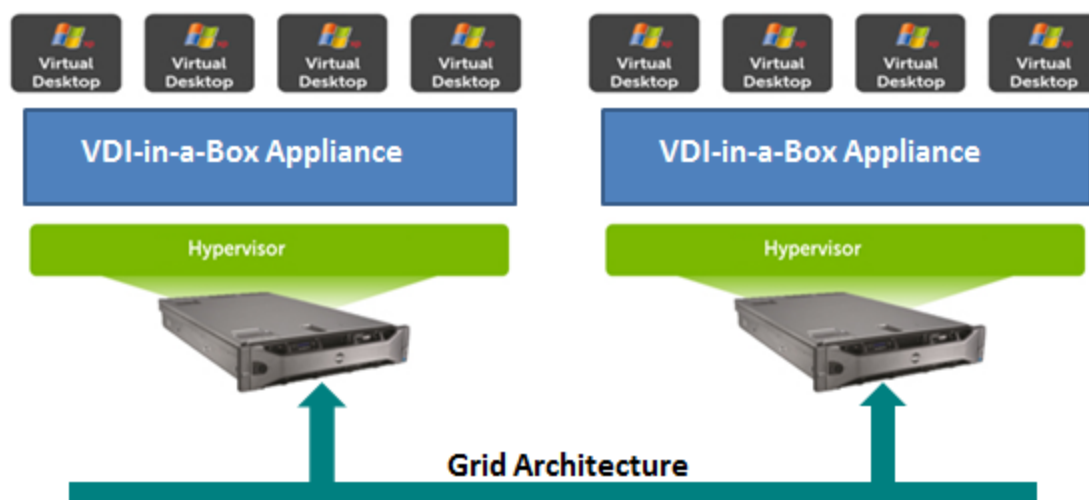 Virtual
Desktop
Virtual
Desktop
Virtual
Desktop
Virtual
Desktop
Virtual
Desktop
Virtual
Desktop
Virtual
Desktop
Virtual
Desktop
VDI-in-a-Box Appliance
VDI-in-a-Box Appliance
Hypervisor
Hypervisor
Grid Architecture